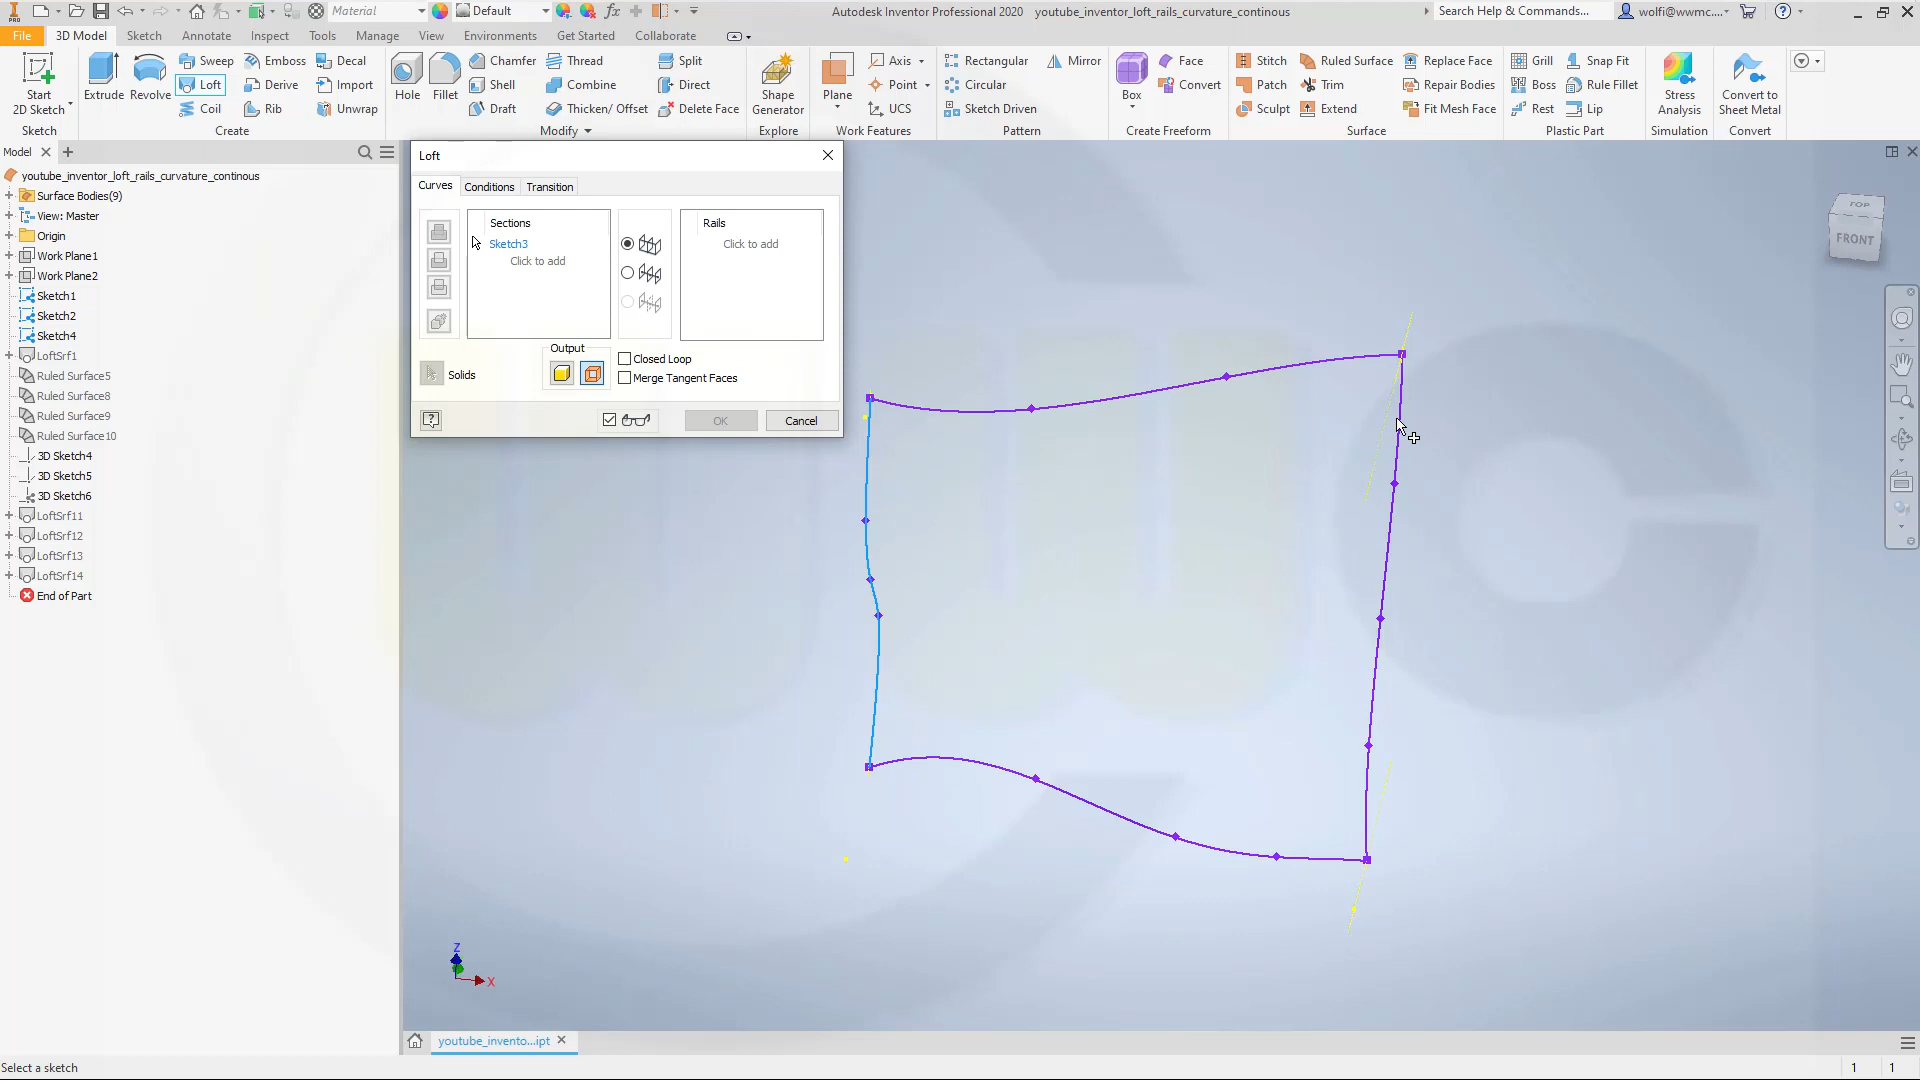 Material
Default
Autodesk Inventor Professional 2020 youtube_inventor_loft_rails_curvature_continous
Search Help & Commands...
wolfi@wwmc....
File 3D Model Sketch Annotate Inspect Tools Manage View Environments Get Started Collaborate
Start 2D Sketch
Extrude
Revolve
Sweep
Loft
Coil
Emboss
Derive
Rib
Decal
Import
Unwrap
Hole
Fillet
Chamfer
Shell
Draft
Thread
Combine
Thicken/ Offset
Split
Direct
Delete Face
Shape Generator
Plane
Axis
Point
UCS
Rectangular
Circular
Sketch Driven
Mirror
Box
Face
Convert
Stitch
Patch
Sculpt
Ruled Surface
Trim
Extend
Replace Face
Repair Bodies
Fit Mesh Face
Grill
Boss
Rest
Snap Fit
Rule Fillet
Lip
Stress Analysis
Convert to Sheet Metal
Sketch Create Modify Explore Work Features Pattern Create Freeform Surface Plastic Part Simulation Convert
Model
youtube_inventor_loft_rails_curvature_continous
Surface Bodies(9)
View: Master
Origin
Work Plane1
Work Plane2
Sketch1
Sketch2
Sketch4
LoftSrf1
Ruled Surface5
Ruled Surface8
Ruled Surface9
Ruled Surface10
3D Sketch4
3D Sketch5
3D Sketch6
LoftSrf11
LoftSrf12
LoftSrf13
LoftSrf14
End of Part
Loft
Curves Conditions Transition
Sections
Sketch3
Click to add
Rails
Click to add
Output
Solids
Closed Loop
Merge Tangent Faces
OK Cancel
TOP
FRONT
Z
X
youtube_invento...ipt
Select a sketch
1 1